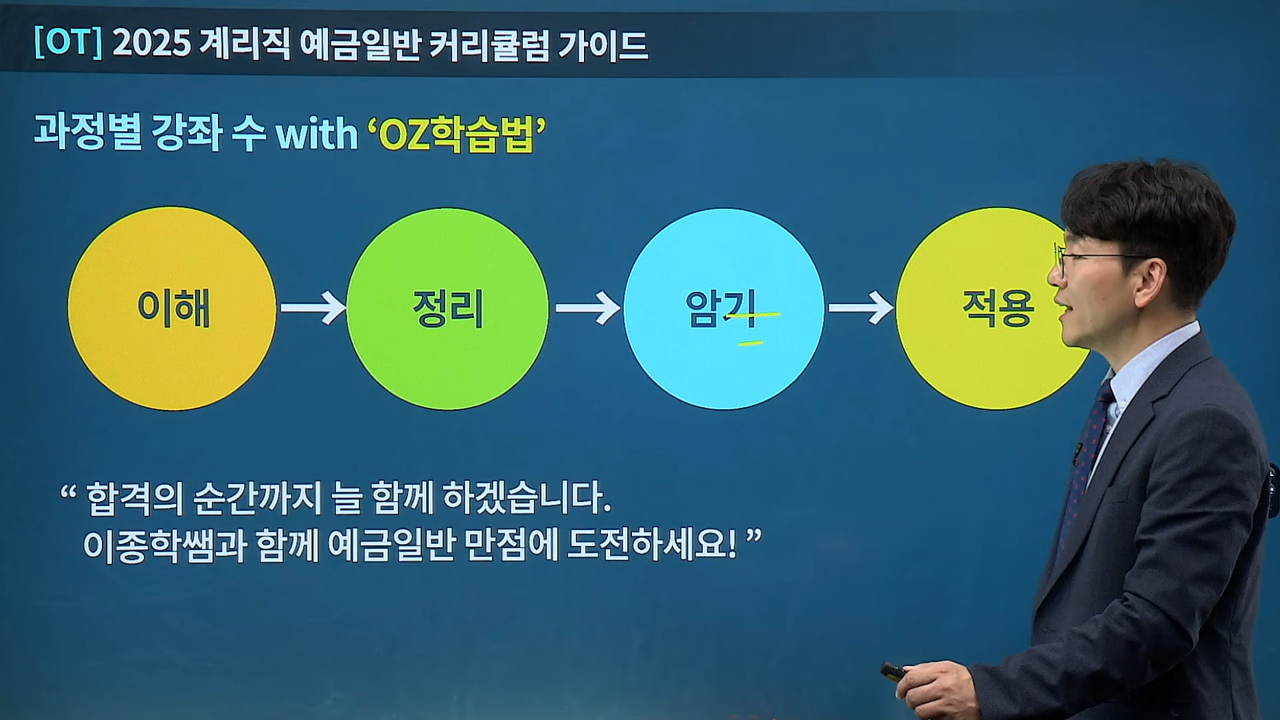 [OT] 2025 계리직 예금일반 커리큘럼 가이드
과정별 강좌 수 with ‘OZ학습법’
이해 → 정리 → 암기 → 적용
“ 합격의 순간까지 늘 함께 하겠습니다.
이종학쌤과 함께 예금일반 만점에 도전하세요! ”